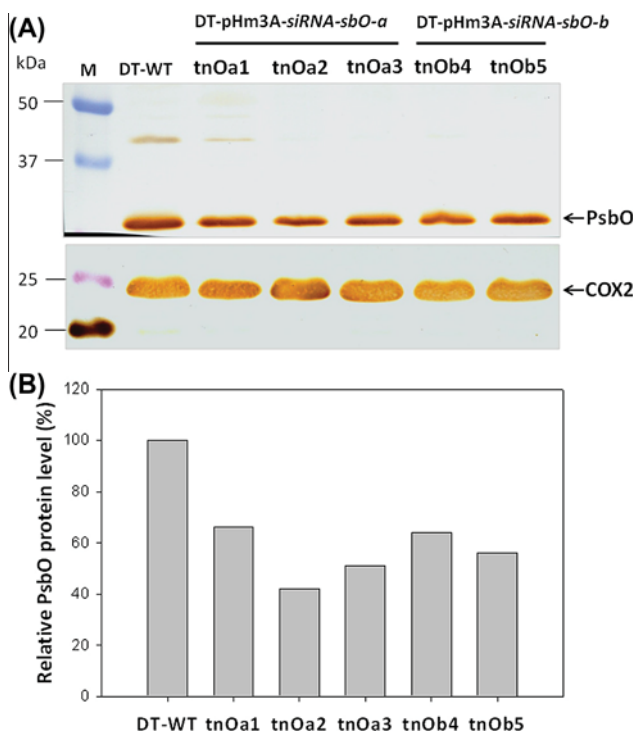 (A)
DT-pHm3A-siRNA-sbO-a
DT-pHm3A-siRNA-sbO-b
kDa
M DT-WT tnOa1 tnOa2 tnOa3 tnOb4 tnOb5
50
37
←PsbO
25
←COX2
20
(B)
Relative PsbO protein level (%)
120
100
80
60
40
20
0
DT-WT tnOa1 tnOa2 tnOa3 tnOb4 tnOb5